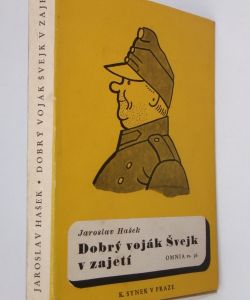 JAROSLAV HAŠEK • DOBRÝ VOJÁK ŠVEJK V ZAJE
Jaroslav Hašek
Dobrý voják Švejk
v zajetí
OMNIA
K. SYNEK V PRAZE